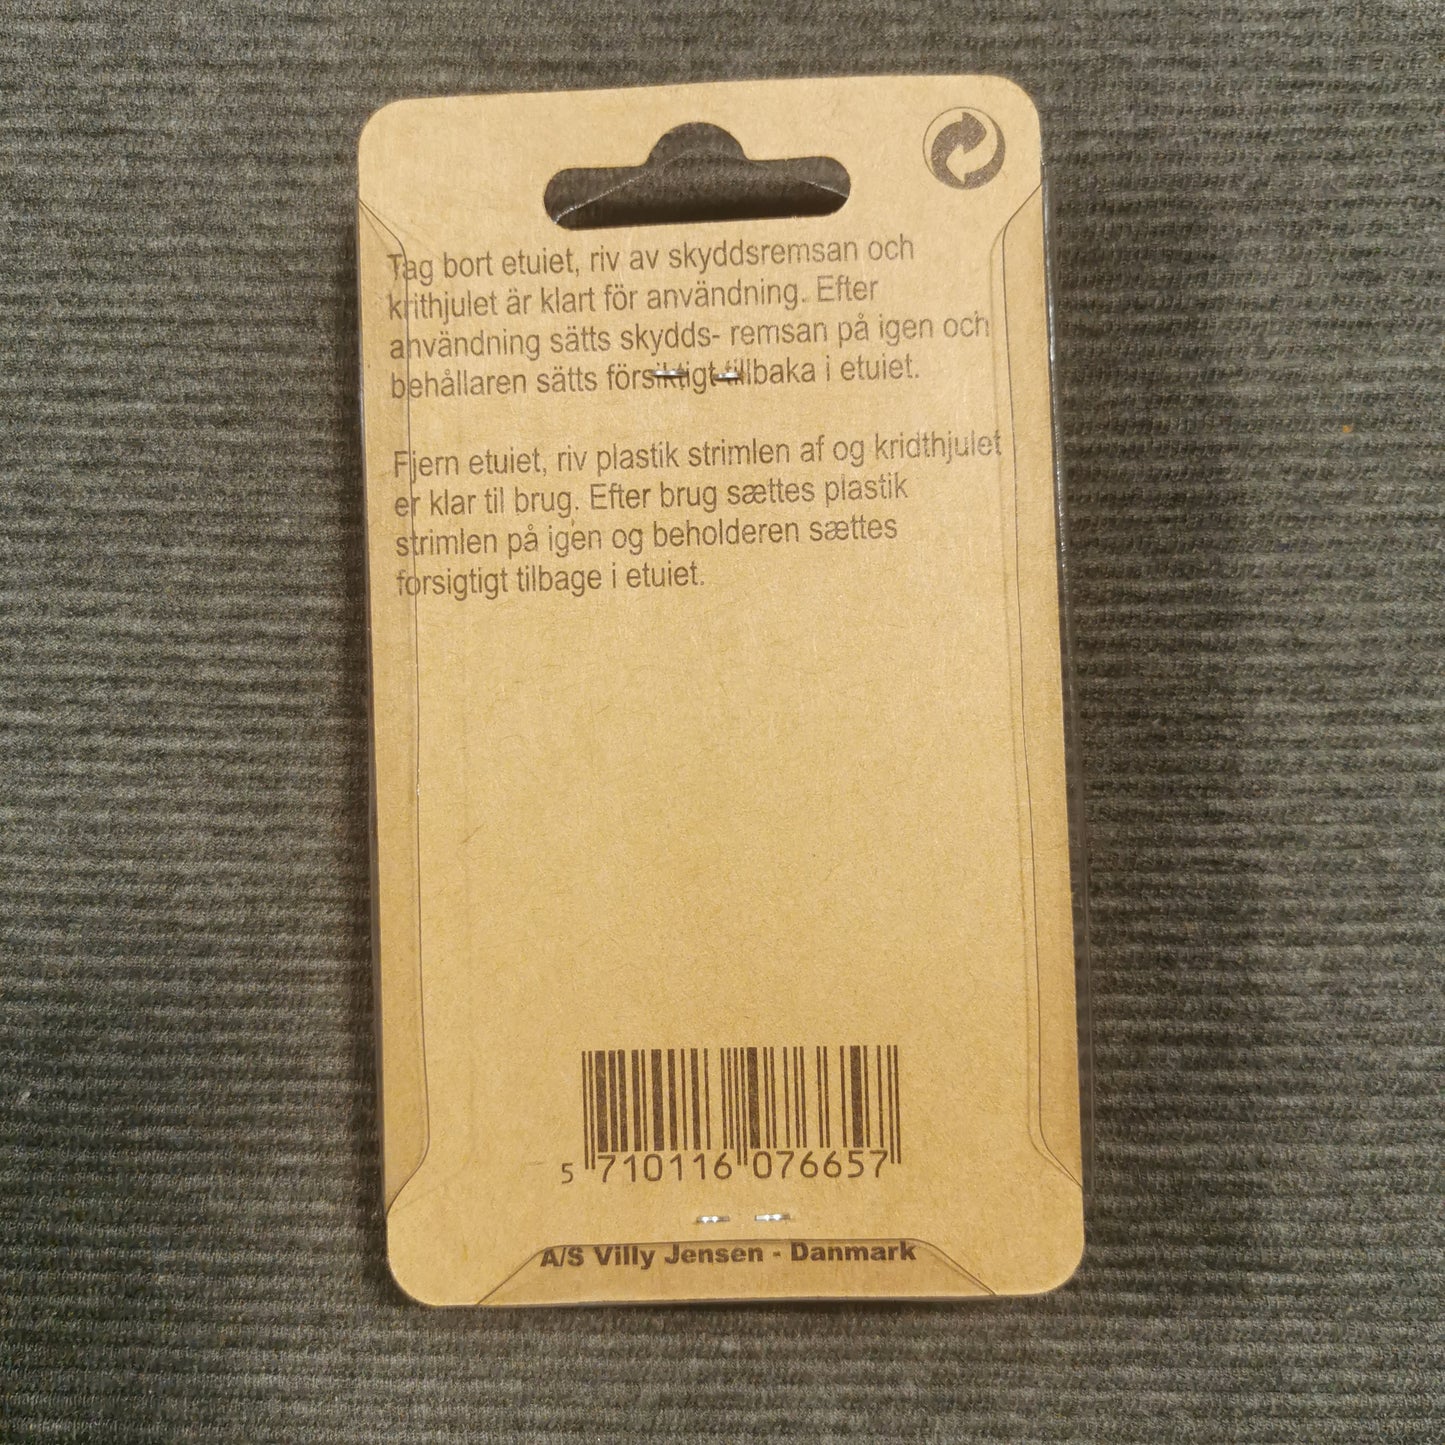 Tag bort etuiet, riv av skyddsremsan och
krithjulet är klart för användning. Efter
användning sätts skydds- remsan på igen och
behållaren sätts försiktigt tillbaka i etuiet.
Fjern etuiet, riv plastik strimlen af og kridthjulet
er klar til brug. Efter brug sættes plastik
strimlen på igen og beholderen sættes
forsigtigt tilbage i etuiet.
5 710116 076657
A/S Villy Jensen - Danmark